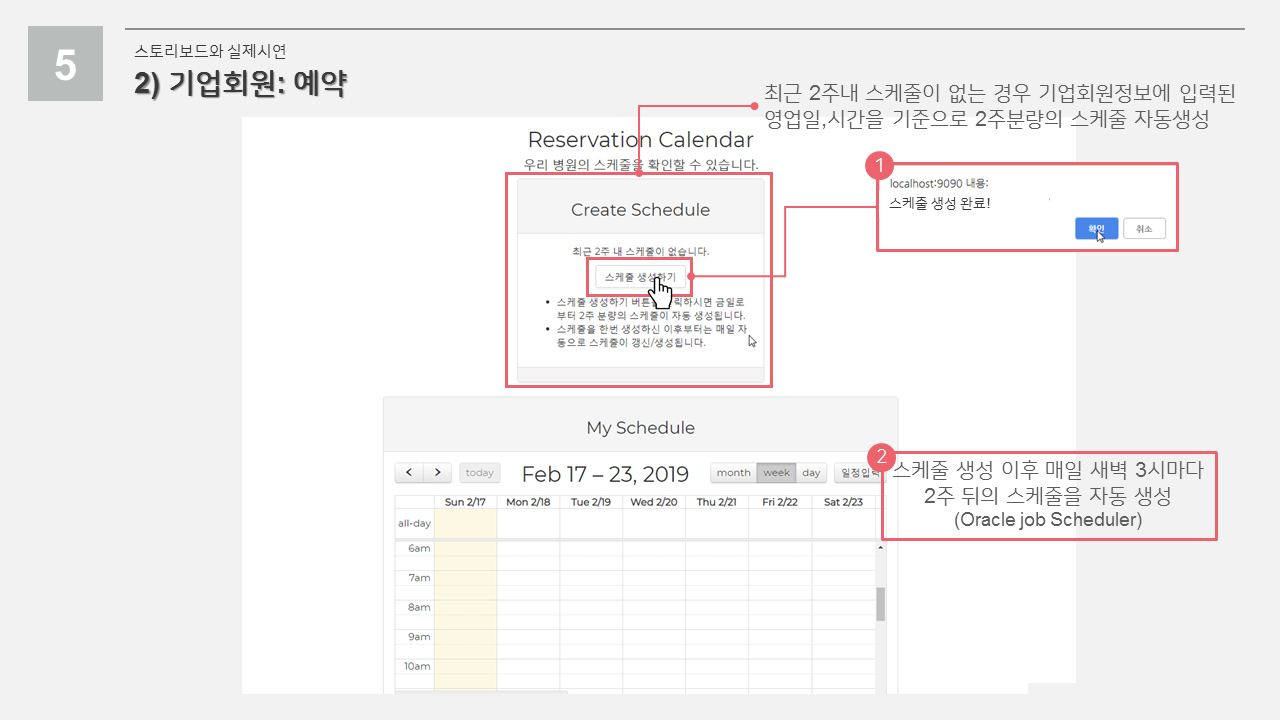 5
스토리보드와 실제시연
2) 기업회원: 예약
최근 2주내 스케줄이 없는 경우 기업회원정보에 입력된
영업일,시간을 기준으로 2주분량의 스케줄 자동생성
Reservation Calendar
우리 병원의 스케줄을 확인할 수 있습니다.
Create Schedule
최근 2주 내 스케줄이 없습니다.
스케줄 생성하기
• 스케줄 생성하기 버튼을 클릭하시면 금일로
부터 2주 분량의 스케줄이 자동 생성됩니다.
• 스케줄을 한번 생성하신 이후부터는 매일 자
동으로 스케줄이 갱신/생성됩니다.
1
localhost:9090 내용:
스케줄 생성 완료!
확인 취소
My Schedule
< > today Feb 17 – 23, 2019 month week day 일정입력
Sun 2/17 Mon 2/18 Tue 2/19 Wed 2/20 Thu 2/21 Fri 2/22 Sat 2/23
all-day
6am
7am
8am
9am
10am
2
스케줄 생성 이후 매일 새벽 3시마다
2주 뒤의 스케줄을 자동 생성
(Oracle job Scheduler)